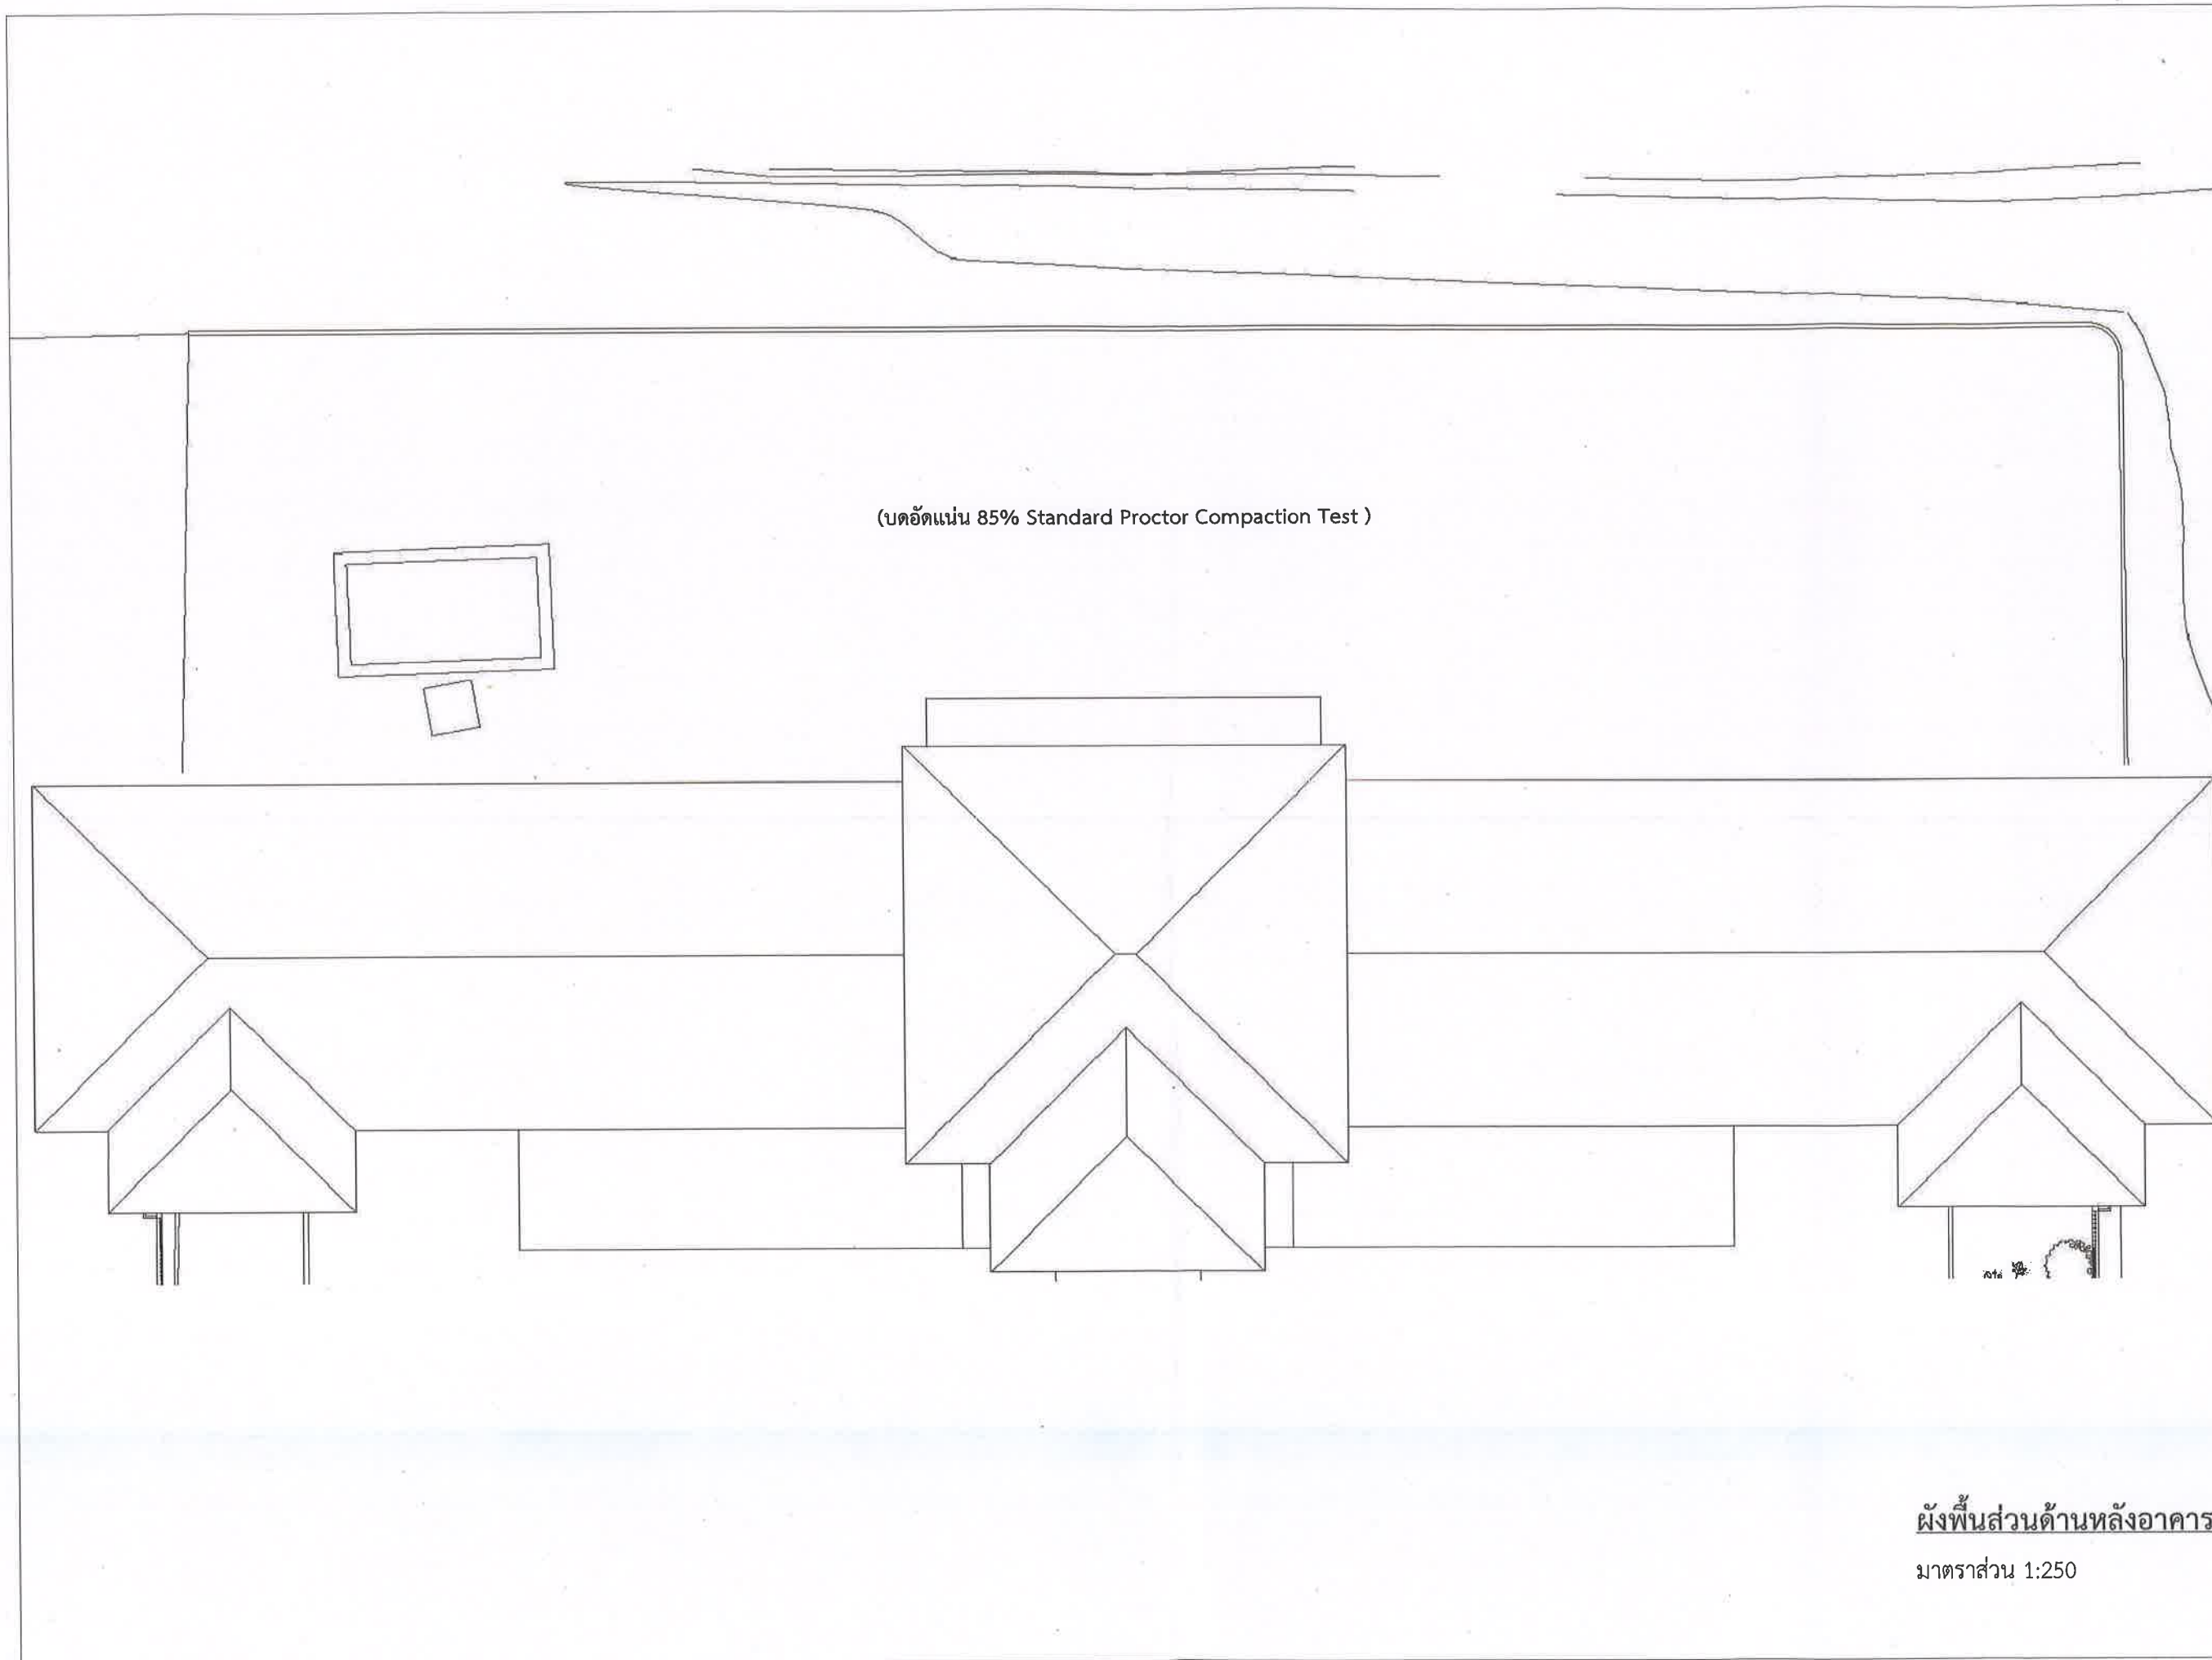 (บดอัดแน่น 85% Standard Proctor Compaction Test )
ผังพื้นส่วนด้านหลังอาคาร
มาตราส่วน 1:250